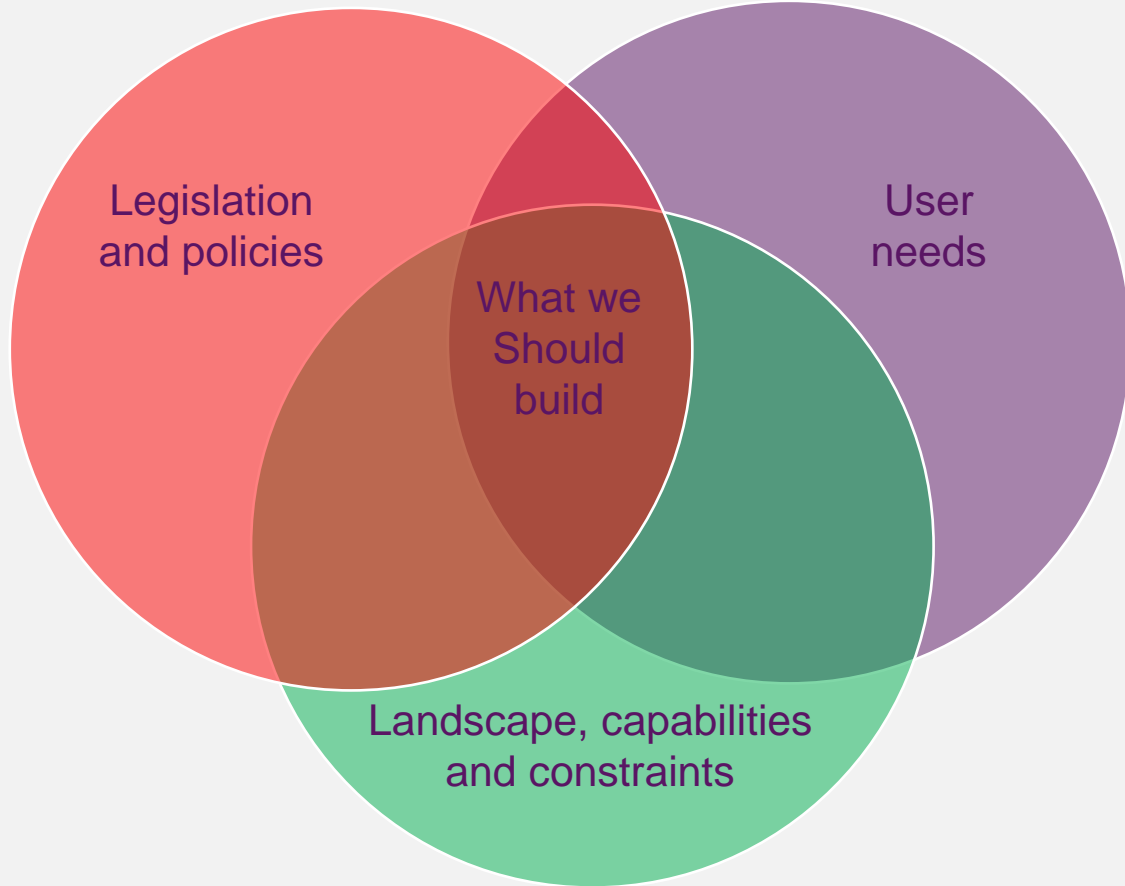 Legislation
and policies
User
needs
What we
Should
build
Landscape, capabilities
and constraints